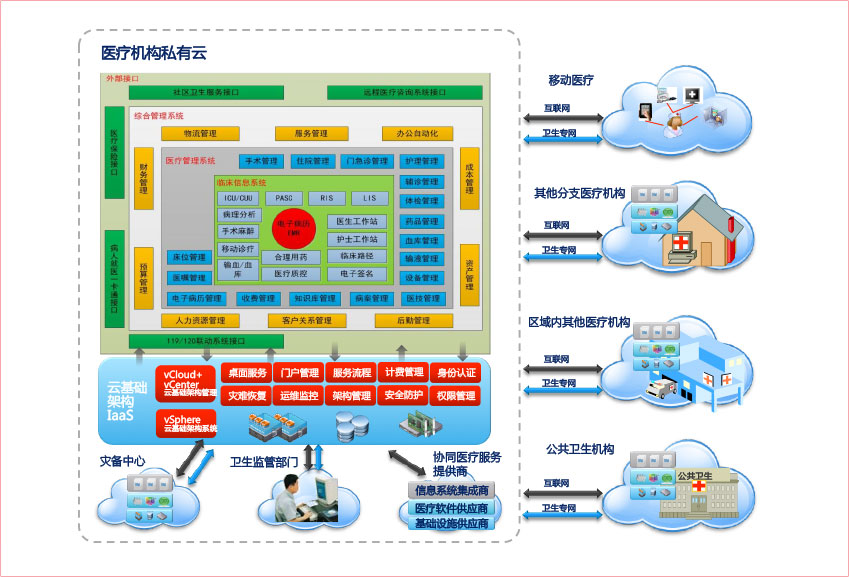 医疗机构私有云
外部接口
社区卫生服务接口
远程医疗咨询系统接口
医疗保险接口
病人就医一卡通接口
综合管理系统
物流管理
服务管理
办公自动化
财务管理
预算管理
成本管理
资产管理
医疗管理系统
手术管理
住院管理
门急诊管理
护理管理
辅诊管理
体检管理
药品管理
血库管理
输液管理
设备管理
临床信息系统
ICU/CUU
PASC
RIS
LIS
病理分析
手术麻醉
移动诊疗
输血/血库
电子病历
EMR
医生工作站
护士工作站
临床路径
电子签名
合理用药
医疗质控
床位管理
医嘱管理
电子病历管理
收费管理
知识库管理
病案管理
医技管理
人力资源管理
客户关系管理
后勤管理
119/120联动系统接口
云基础
架构
IaaS
vCloud+
vCenter
云基础架构管理
vSphere
云基础架构系统
桌面服务
门户管理
服务流程
计费管理
身份认证
灾难恢复
运维监控
架构管理
安全防护
权限管理
灾备中心
卫生监管部门
协同医疗服务
提供商
信息系统集成商
医疗软件供应商
基础设施供应商
移动医疗
互联网
卫生专网
其他分支医疗机构
互联网
卫生专网
区域内其他医疗机构
互联网
卫生专网
公共卫生机构
互联网
卫生专网
公共卫生